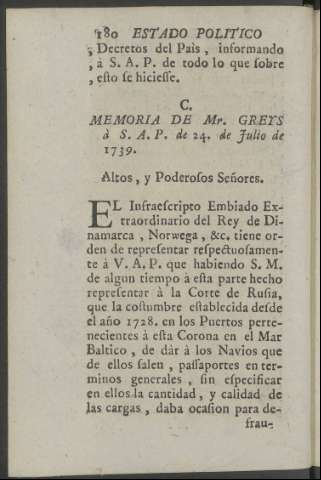 180 ESTADO POLITICO
, Decretos del Pais, informando
, à S. A. P. de todo lo que sobre
, esto se hiciesse.
C.
MEMORIA DE Mr. GREYS
à S. A. P. de 24. de Julio de
1739.
Altos, y Poderosos Señores.
EL Infraescripto Embiado Ex-
traordinario del Rey de Di-
namarca, Norwega, &c. tiene or-
den de representar respectuosamen-
te à V. A. P. que habiendo S. M.
de algun tiempo à esta parte hecho
representar à la Corte de Rusia,
que la costumbre establecida desde
el año 1728. en los Puertos perte-
necientes à esta Corona en el Mar
Baltico, de dàr à los Navios que
de ellos salen, passaportes en ter-
minos generales, sin especificar
en ellos la cantidad, y calidad de
las cargas, daba ocasion para de-
frau-